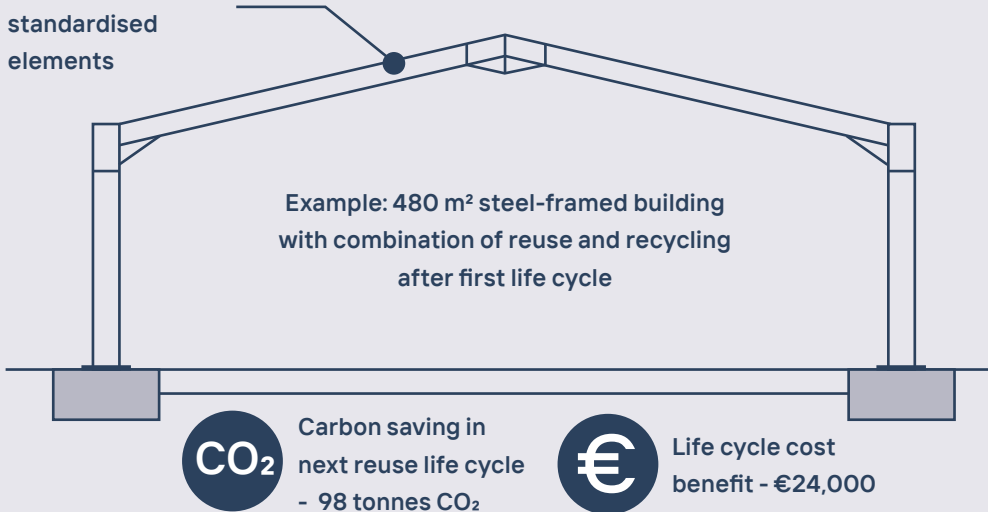 standardised
elements
Example: 480 m² steel-framed building
with combination of reuse and recycling
after first life cycle
CO₂
Carbon saving in
next reuse life cycle
- 98 tonnes CO₂
€
Life cycle cost
benefit - €24,000